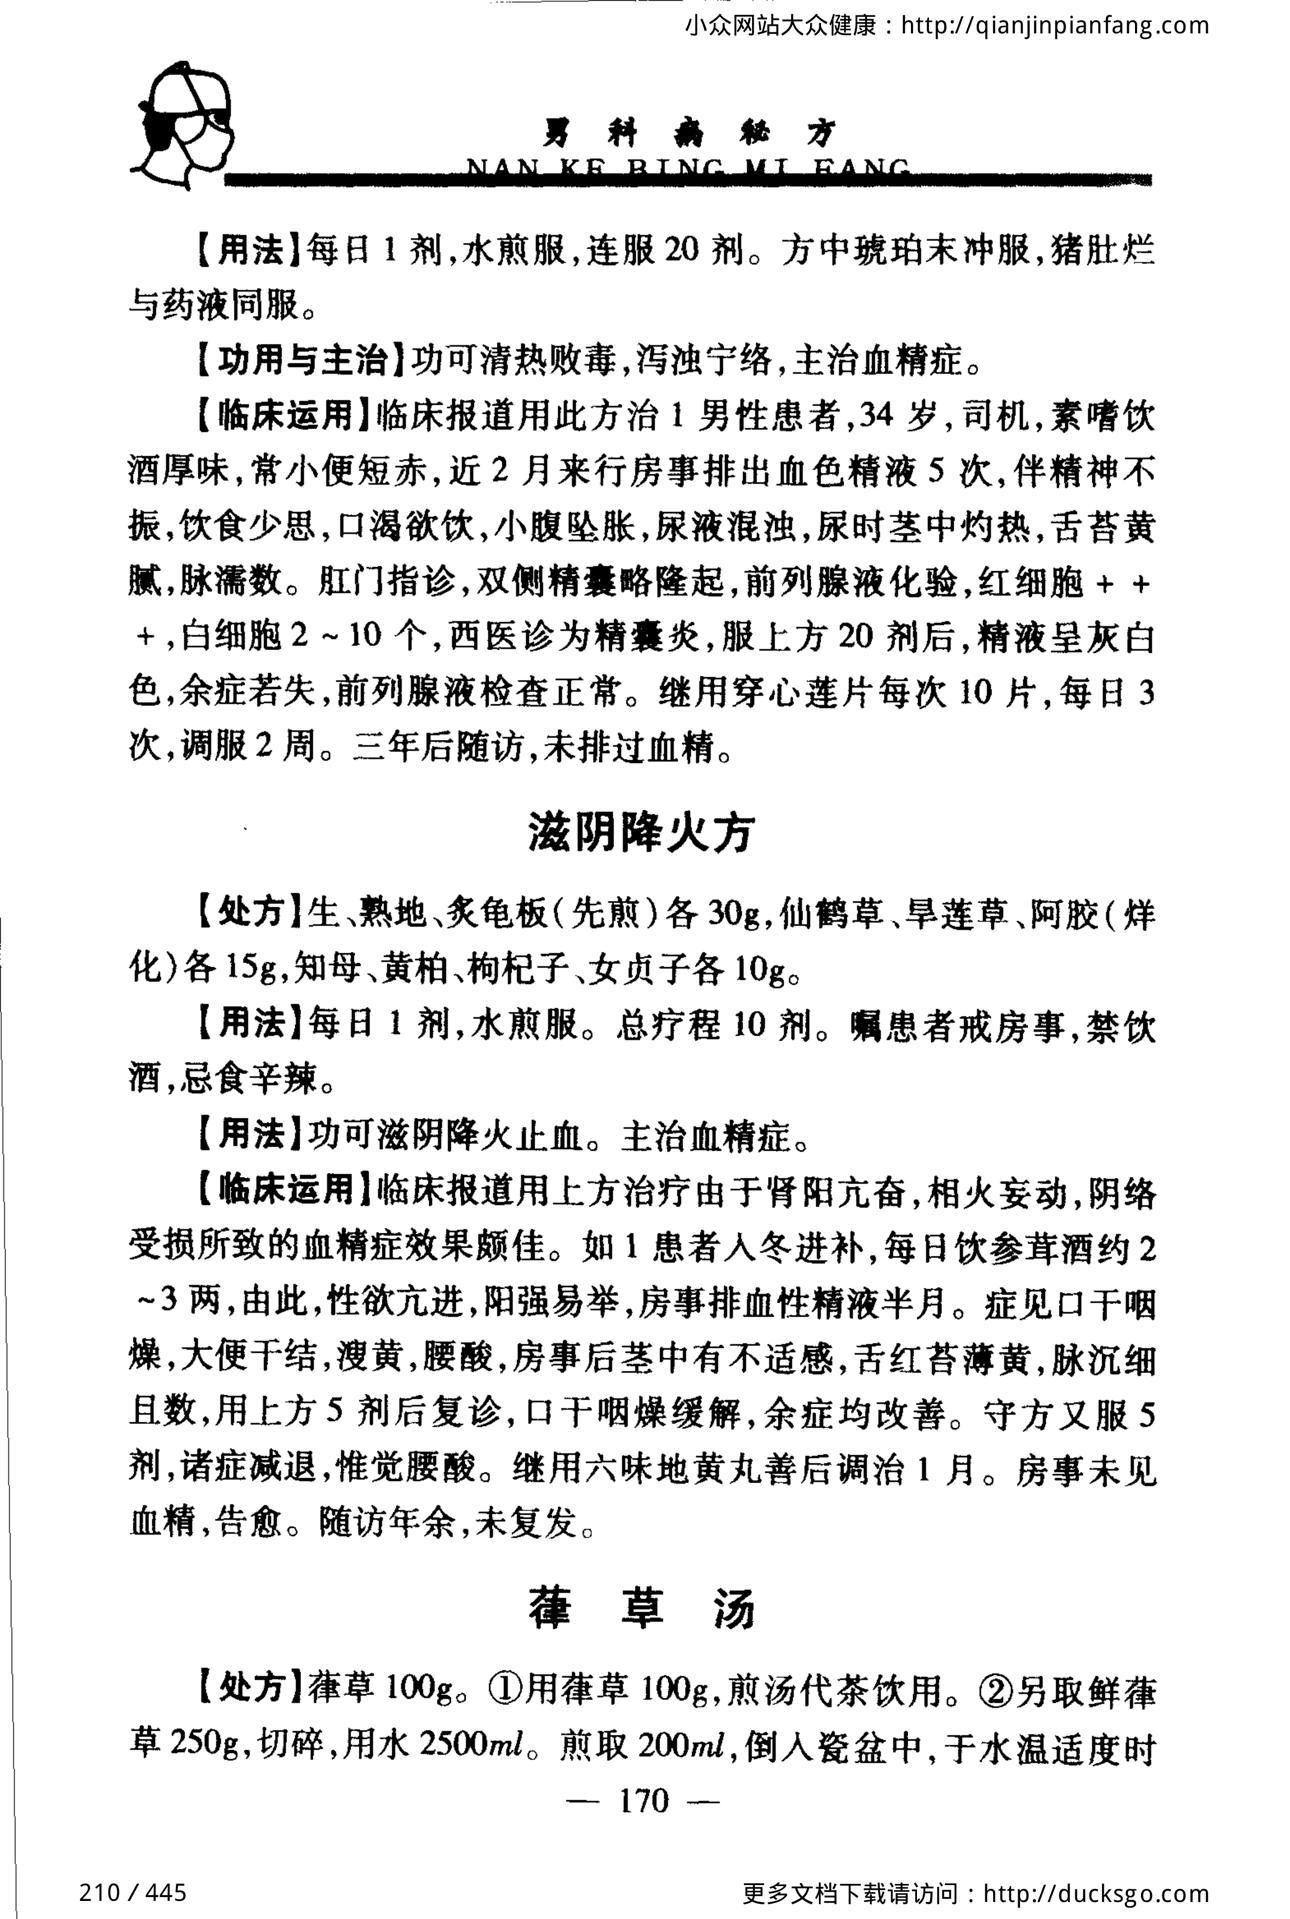 小众网站大众健康：http://qianjinpianfang.com
男科病秘方
NAN KE BING MI FANG
【用法】每日1剂,水煎服,连服20剂。方中琥珀末冲服,猪肚烂
与药液同服。
【功用与主治】功可清热败毒,泻浊宁络,主治血精症。
【临床运用】临床报道用此方治1男性患者,34岁,司机,素嗜饮
酒厚味,常小便短赤,近2月来行房事排出血色精液5次,伴精神不
振,饮食少思,口渴欲饮,小腹坠胀,尿液混浊,尿时茎中灼热,舌苔黄
腻,脉濡数。肛门指诊,双侧精囊略隆起,前列腺液化验,红细胞++
+,白细胞2~10个,西医诊为精囊炎,服上方20剂后,精液呈灰白
色,余症若失,前列腺液检查正常。继用穿心莲片每次10片,每日3
次,调服2周。三年后随访,未排过血精。
滋阴降火方
【处方】生、熟地、炙龟板(先煎)各30g,仙鹤草、旱莲草、阿胶(烊
化)各15g,知母、黄柏、枸杞子、女贞子各10g。
【用法】每日1剂,水煎服。总疗程10剂。嘱患者戒房事,禁饮
酒,忌食辛辣。
【用法】功可滋阴降火止血。主治血精症。
【临床运用】临床报道用上方治疗由于肾阳亢奋,相火妄动,阴络
受损所致的血精症效果颇佳。如1患者人冬进补,每日饮参茸酒约2
~3两,由此,性欲亢进,阳强易举,房事排血性精液半月。症见口干咽
燥,大便干结,溲黄,腰酸,房事后茎中有不适感,舌红苔薄黄,脉沉细
且数,用上方5剂后复诊,口干咽燥缓解,余症均改善。守方又服5
剂,诸症减退,惟觉腰酸。继用六味地黄丸善后调治1月。房事未见
血精,告愈。随访年余,未复发。
葎草汤
【处方】葎草100g。①用葎草100g,煎汤代茶饮用。②另取鲜葎
草250g,切碎,用水2500ml。煎取200ml,倒入瓷盆中,于水温适度时
— 170 —
210 / 445
更多文档下载请访问：http://ducksgo.com